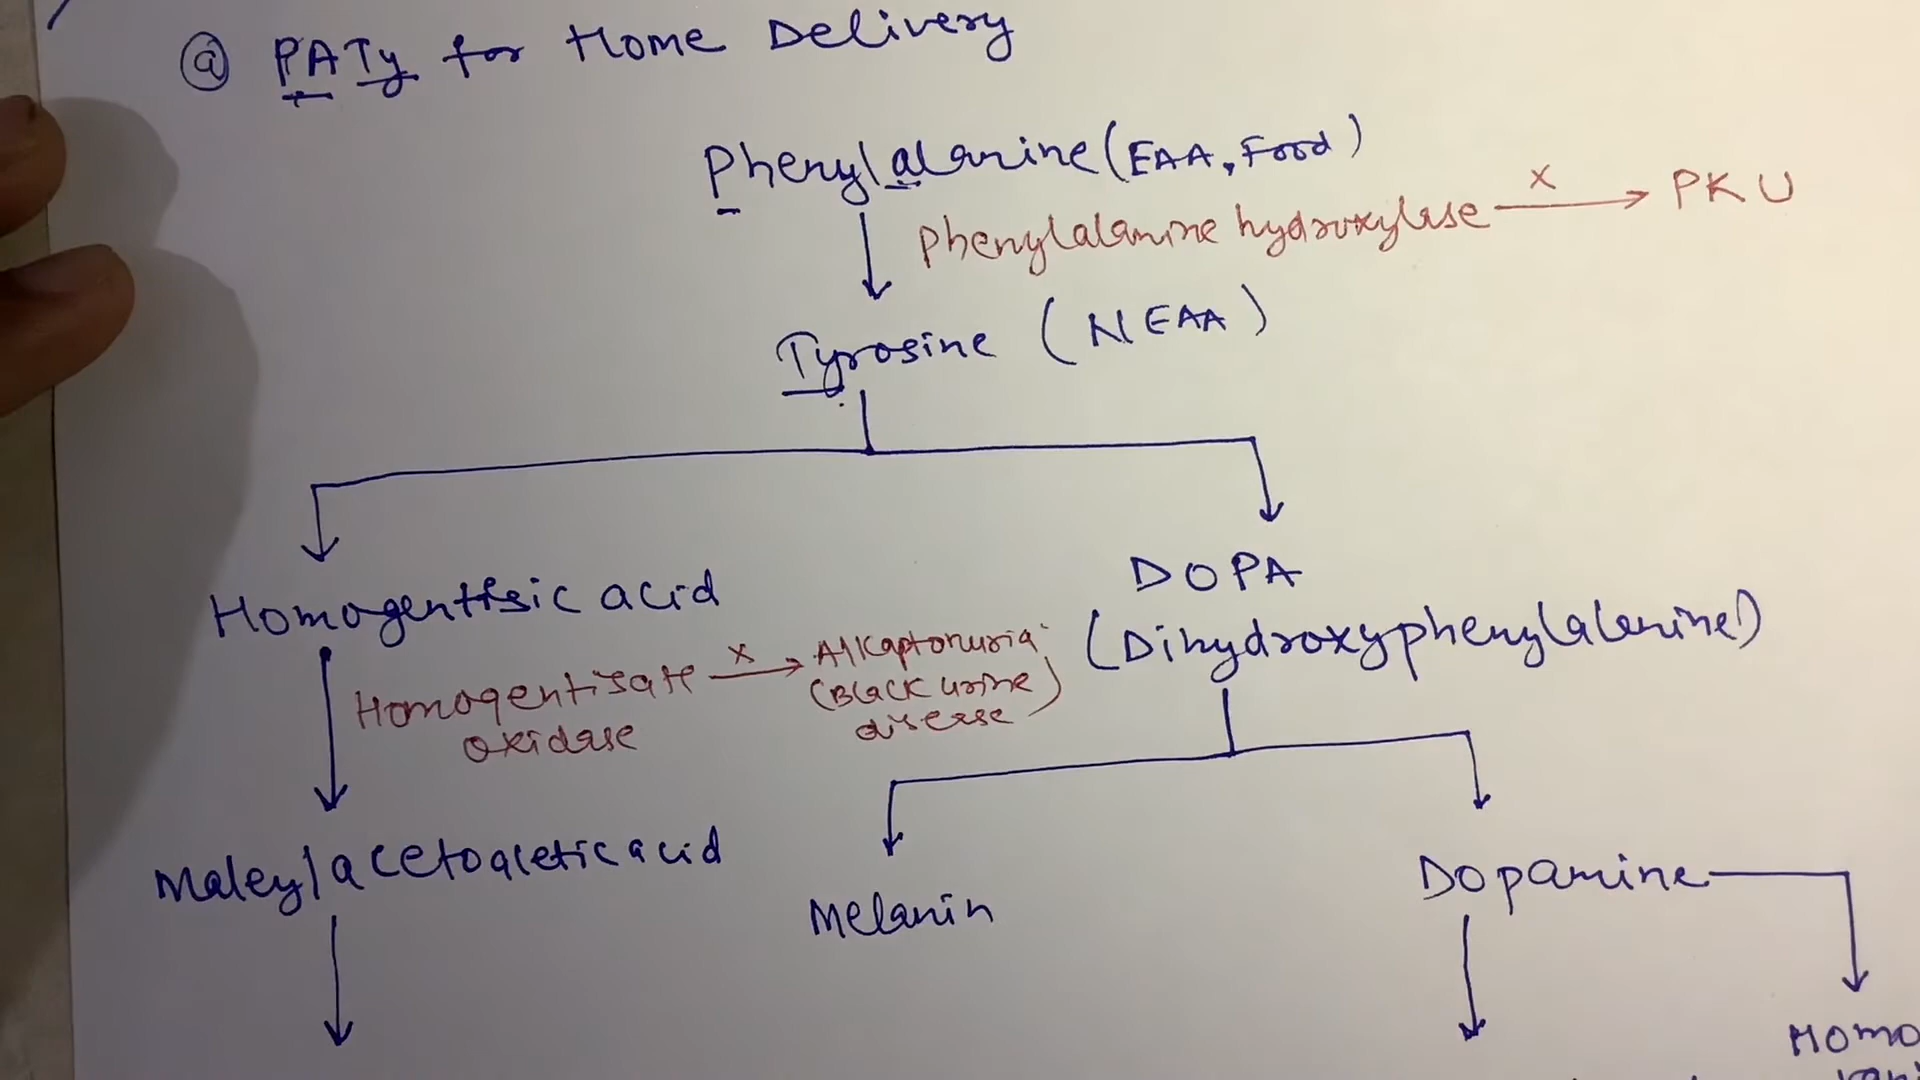 @ PATy for Home Delivery
Phenylalanine (EAA, Food)
Phenylalanine hydroxylase x PKU
Tyrosine (NEAA)
Homogentisic acid
DOPA
(Dihydroxyphenylalanine)
Homogentisate x Alkaptonuria
oxidase (Black urine
disease)
Maleylacetoacetic acid
Melanin
Dopamine
Homo